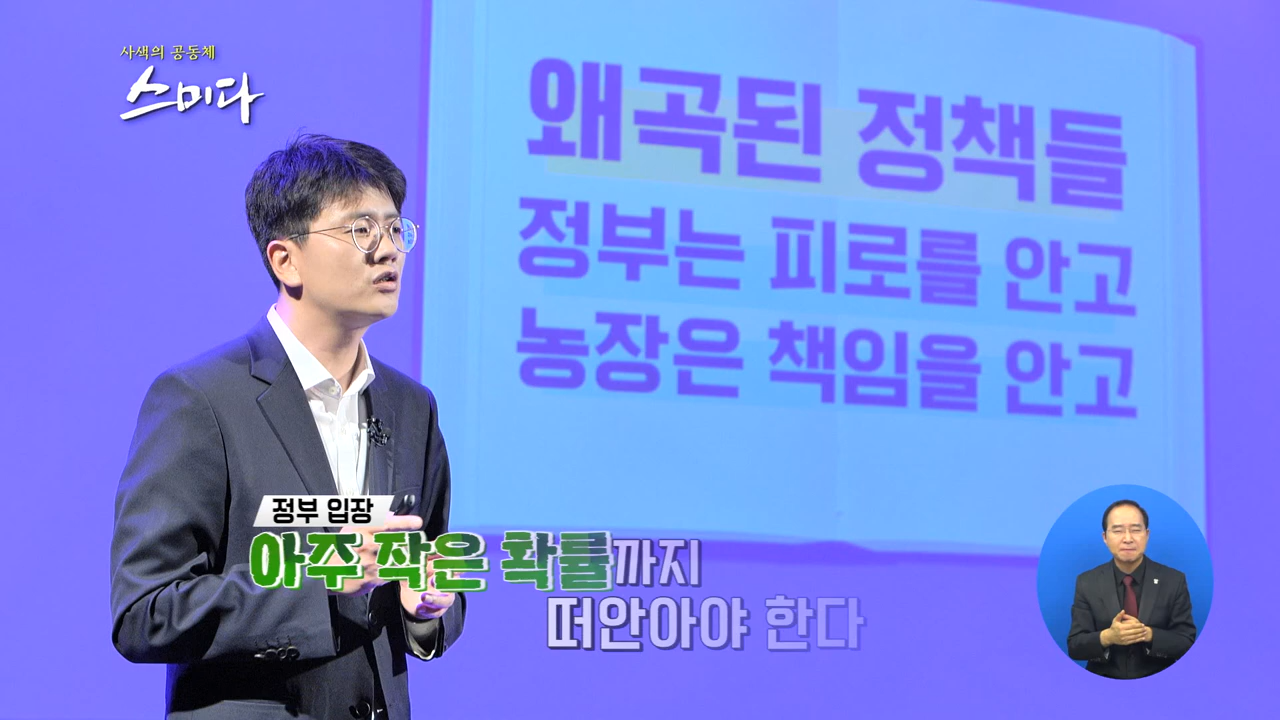 사색의 공동체
스미다
왜곡된 정책들
정부는 피로를 안고
농장은 책임을 안고
정부 입장
아주 작은 확률까지
떠안아야 한다